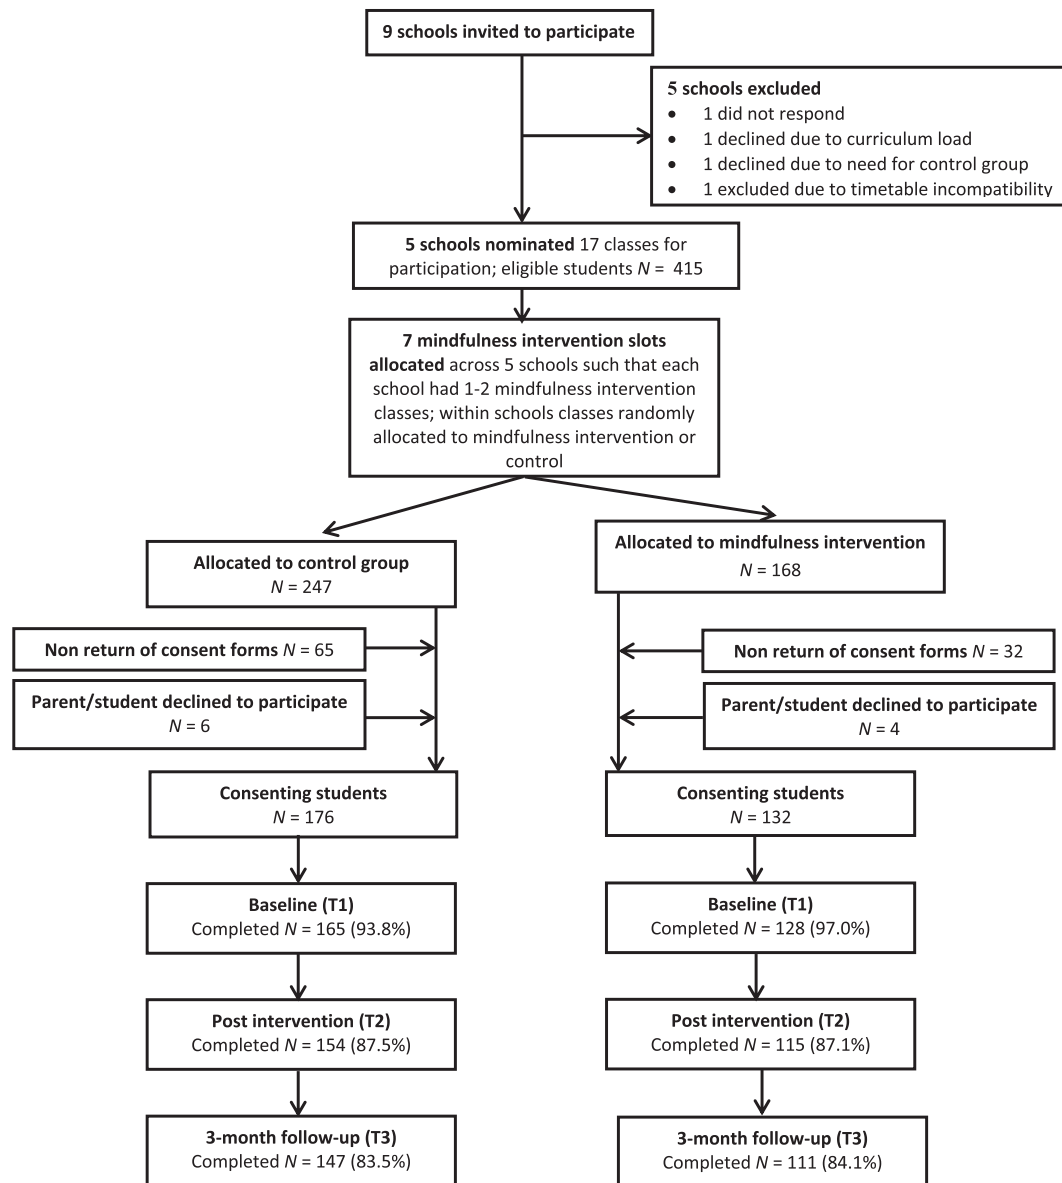 9 schools invited to participate
5 schools excluded
• 1 did not respond
• 1 declined due to curriculum load
• 1 declined due to need for control group
• 1 excluded due to timetable incompatibility
5 schools nominated 17 classes for
participation; eligible students N = 415
7 mindfulness intervention slots
allocated across 5 schools such that each
school had 1-2 mindfulness intervention
classes; within schools classes randomly
allocated to mindfulness intervention or
control
Allocated to control group
N = 247
Allocated to mindfulness intervention
N = 168
Non return of consent forms N = 65
Non return of consent forms N = 32
Parent/student declined to participate
N = 6
Parent/student declined to participate
N = 4
Consenting students
N = 176
Consenting students
N = 132
Baseline (T1)
Completed N = 165 (93.8%)
Baseline (T1)
Completed N = 128 (97.0%)
Post intervention (T2)
Completed N = 154 (87.5%)
Post intervention (T2)
Completed N = 115 (87.1%)
3-month follow-up (T3)
Completed N = 147 (83.5%)
3-month follow-up (T3)
Completed N = 111 (84.1%)